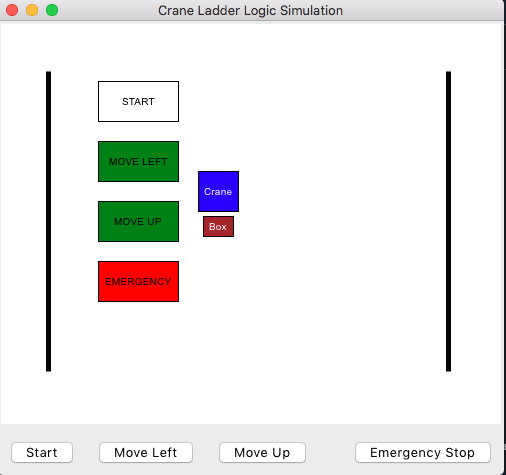 Crane Ladder Logic Simulation
START
MOVE LEFT
Crane
MOVE UP
Box
EMERGENCY
Start
Move Left
Move Up
Emergency Stop